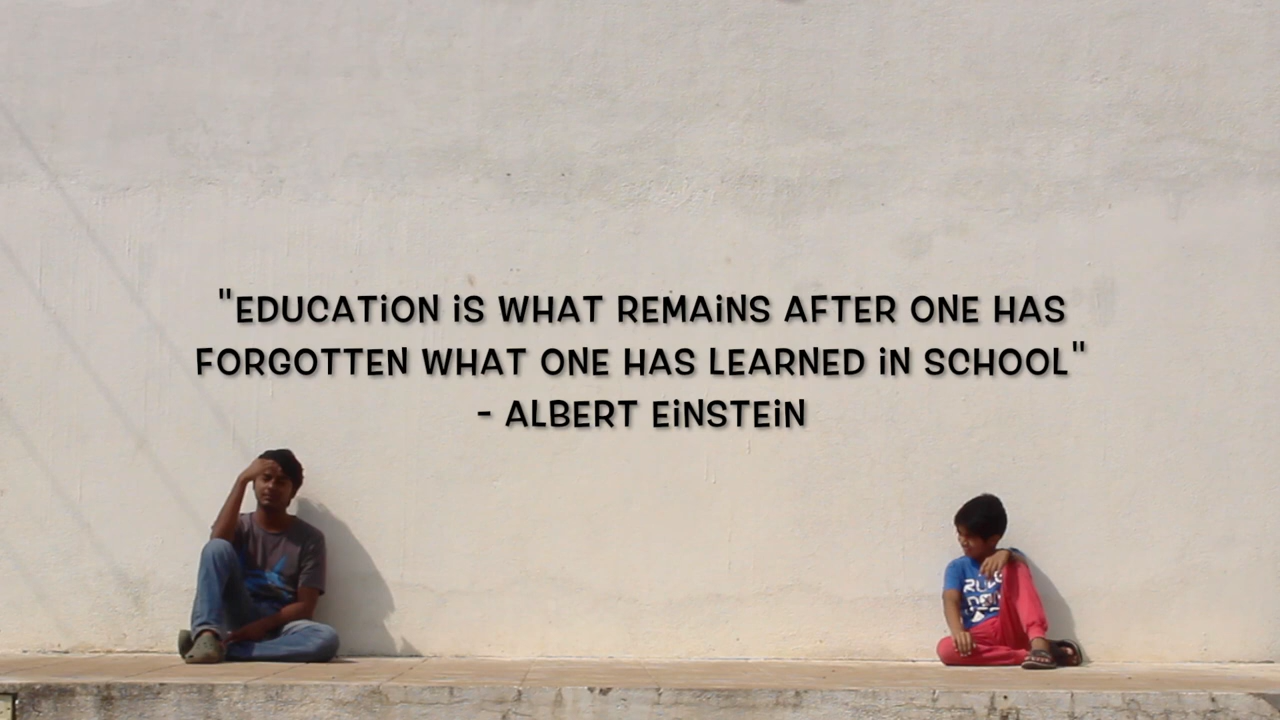 "EDUCATiON iS WHAT REMAiNS AFTER ONE HAS
FORGOTTEN WHAT ONE HAS LEARNED iN SCHOOL"
- ALBERT EiNSTEiN